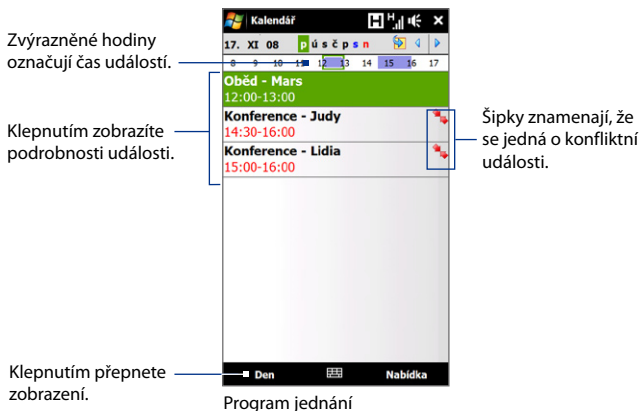 Kalendář
17. XI 08 p ú s č p s n
8 9 10 11 12 13 14 15 16 17
Oběd - Mars
12:00-13:00
Konference - Judy
14:30-16:00
Konference - Lidia
15:00-16:00
Den
Nabídka
Zvýrazněné hodiny
označují čas událostí.
Klepnutím zobrazíte
podrobnosti události.
Šipky znamenají, že
se jedná o konfliktní
události.
Klepnutím přepnete
zobrazení.
Program jednání